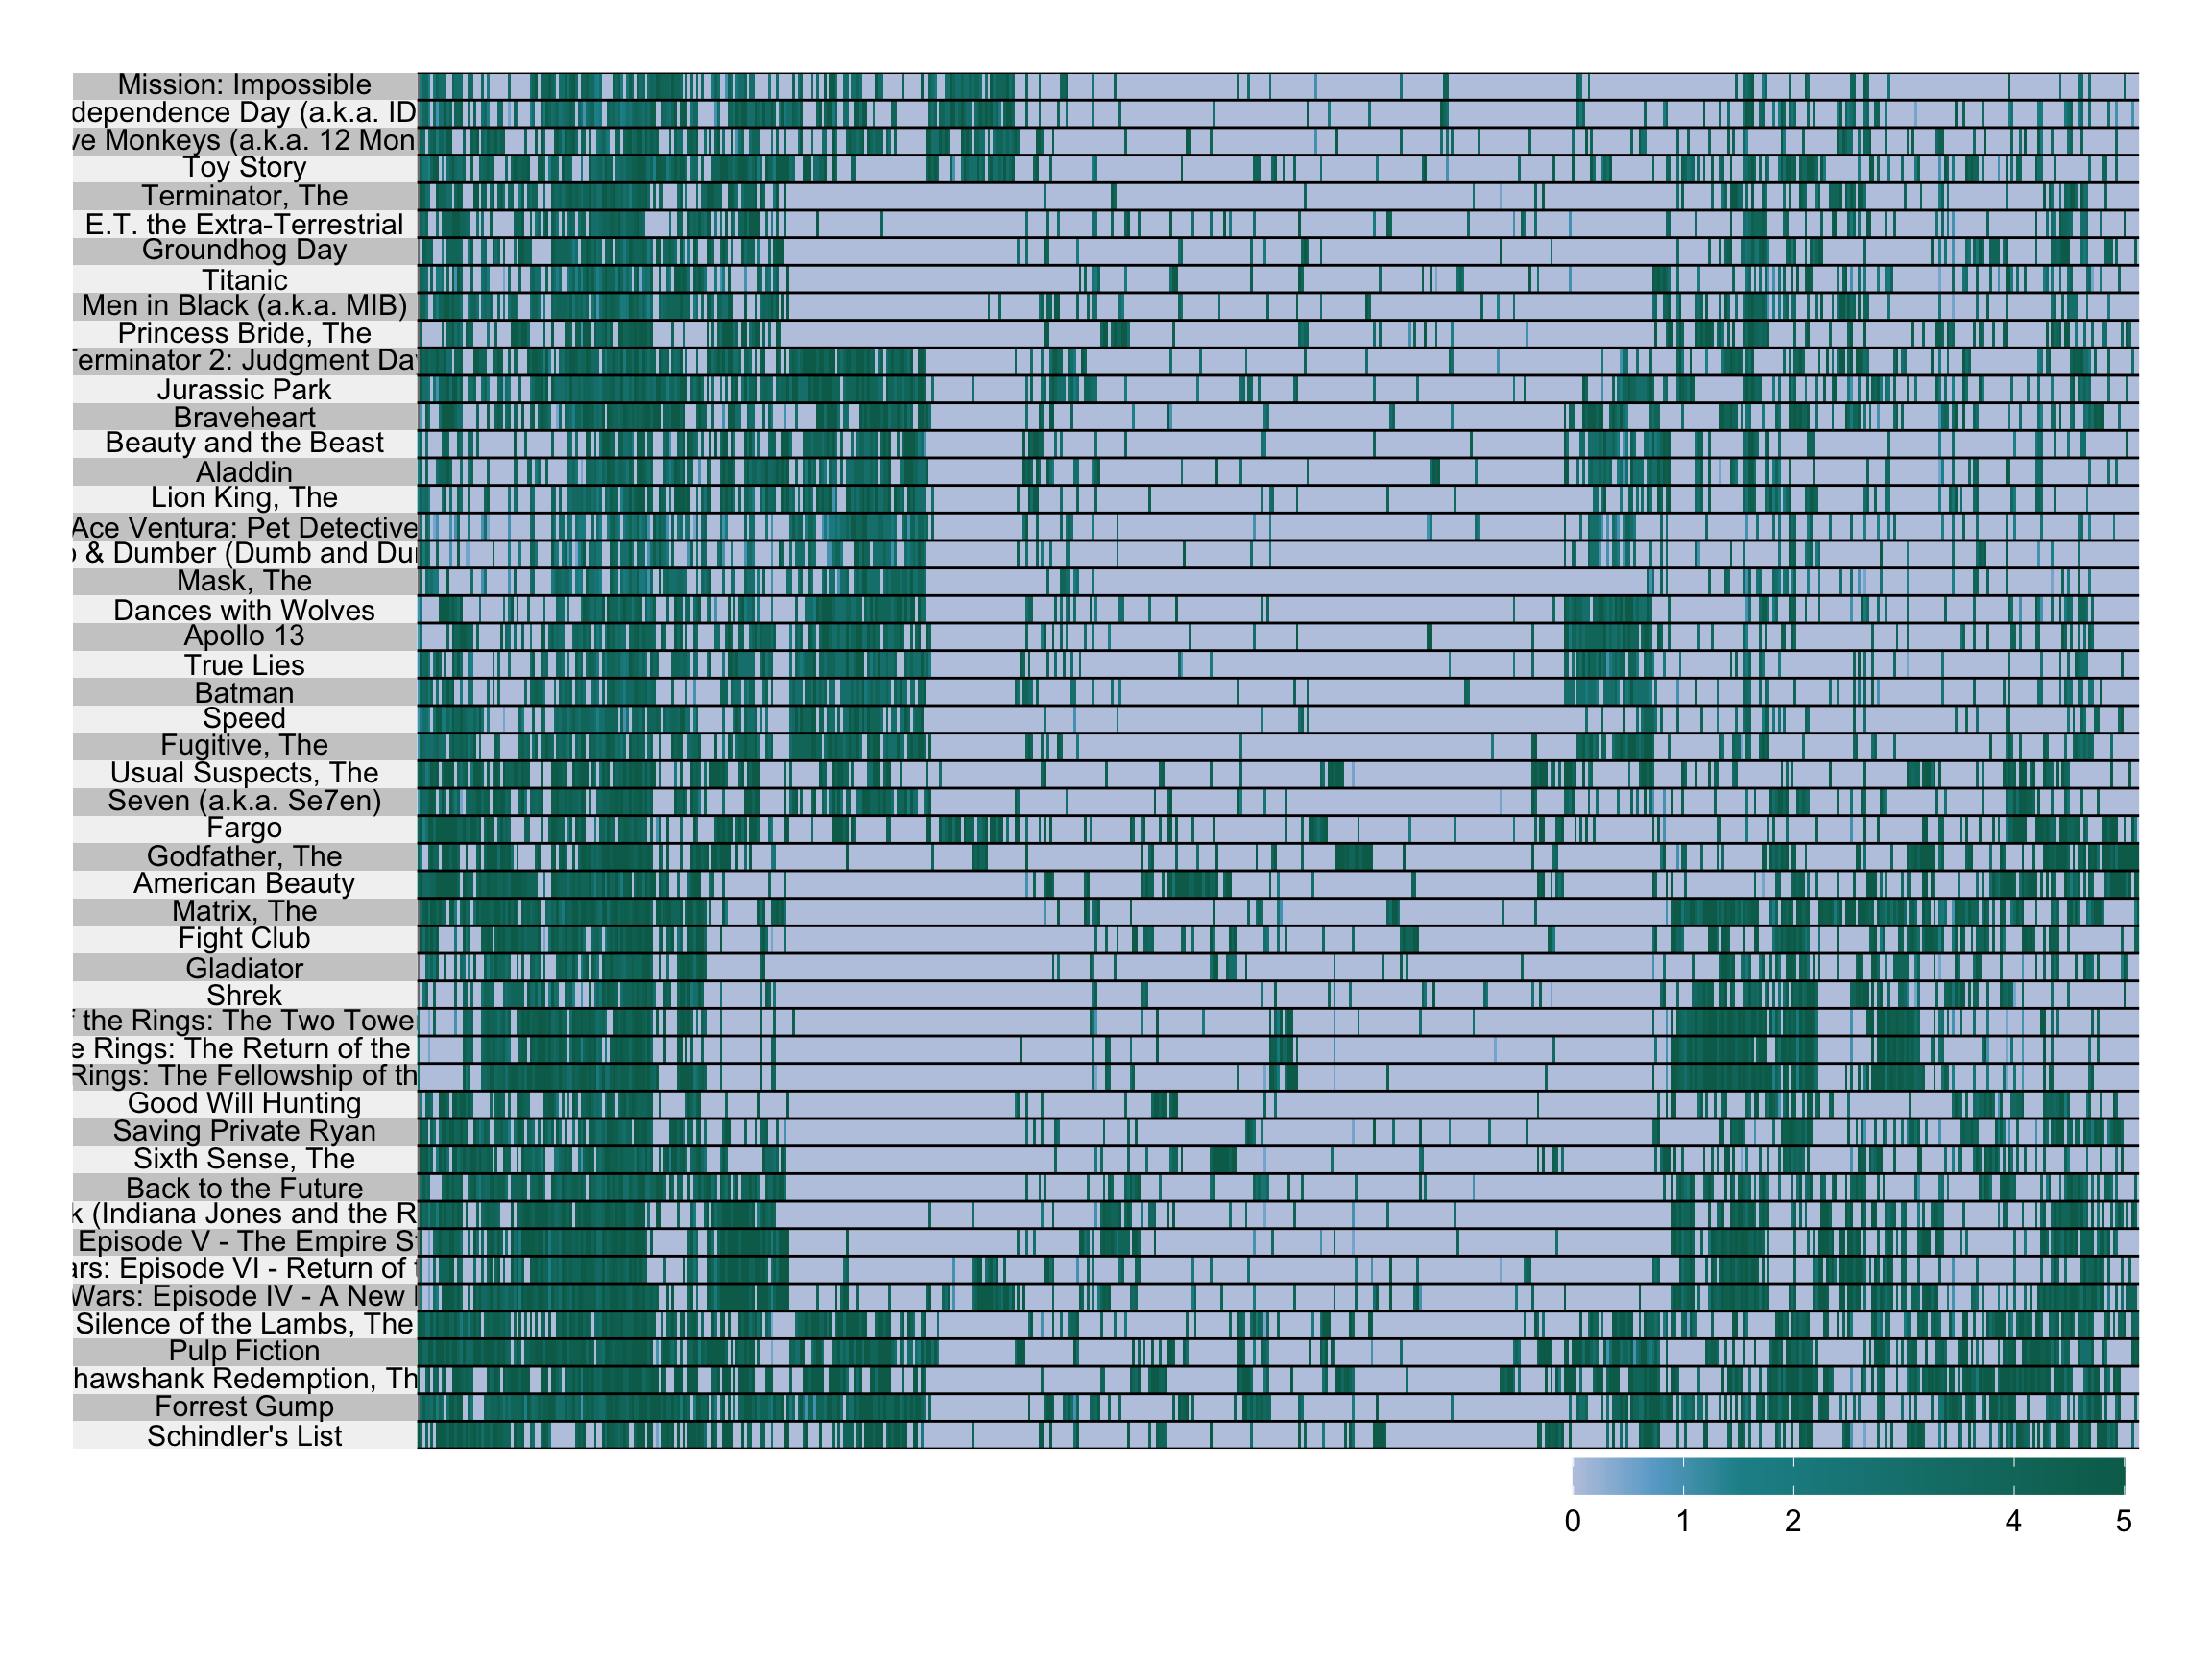 Mission: Impossible
dependence Day (a.k.a. ID
ve Monkeys (a.k.a. 12 Mon
Toy Story
Terminator, The
E.T. the Extra-Terrestrial
Groundhog Day
Titanic
Men in Black (a.k.a. MIB)
Princess Bride, The
Terminator 2: Judgment Day
Jurassic Park
Braveheart
Beauty and the Beast
Aladdin
Lion King, The
Ace Ventura: Pet Detective
& Dumber (Dumb and Dum
Mask, The
Dances with Wolves
Apollo 13
True Lies
Batman
Speed
Fugitive, The
Usual Suspects, The
Seven (a.k.a. Se7en)
Fargo
Godfather, The
American Beauty
Matrix, The
Fight Club
Gladiator
Shrek
f the Rings: The Two Towe
e Rings: The Return of the
Rings: The Fellowship of th
Good Will Hunting
Saving Private Ryan
Sixth Sense, The
Back to the Future
k (Indiana Jones and the R
Episode V - The Empire St
ars: Episode VI - Return of t
Wars: Episode IV - A New
Silence of the Lambs, The
Pulp Fiction
hawshank Redemption, Th
Forrest Gump
Schindler's List
0 1 2 4 5